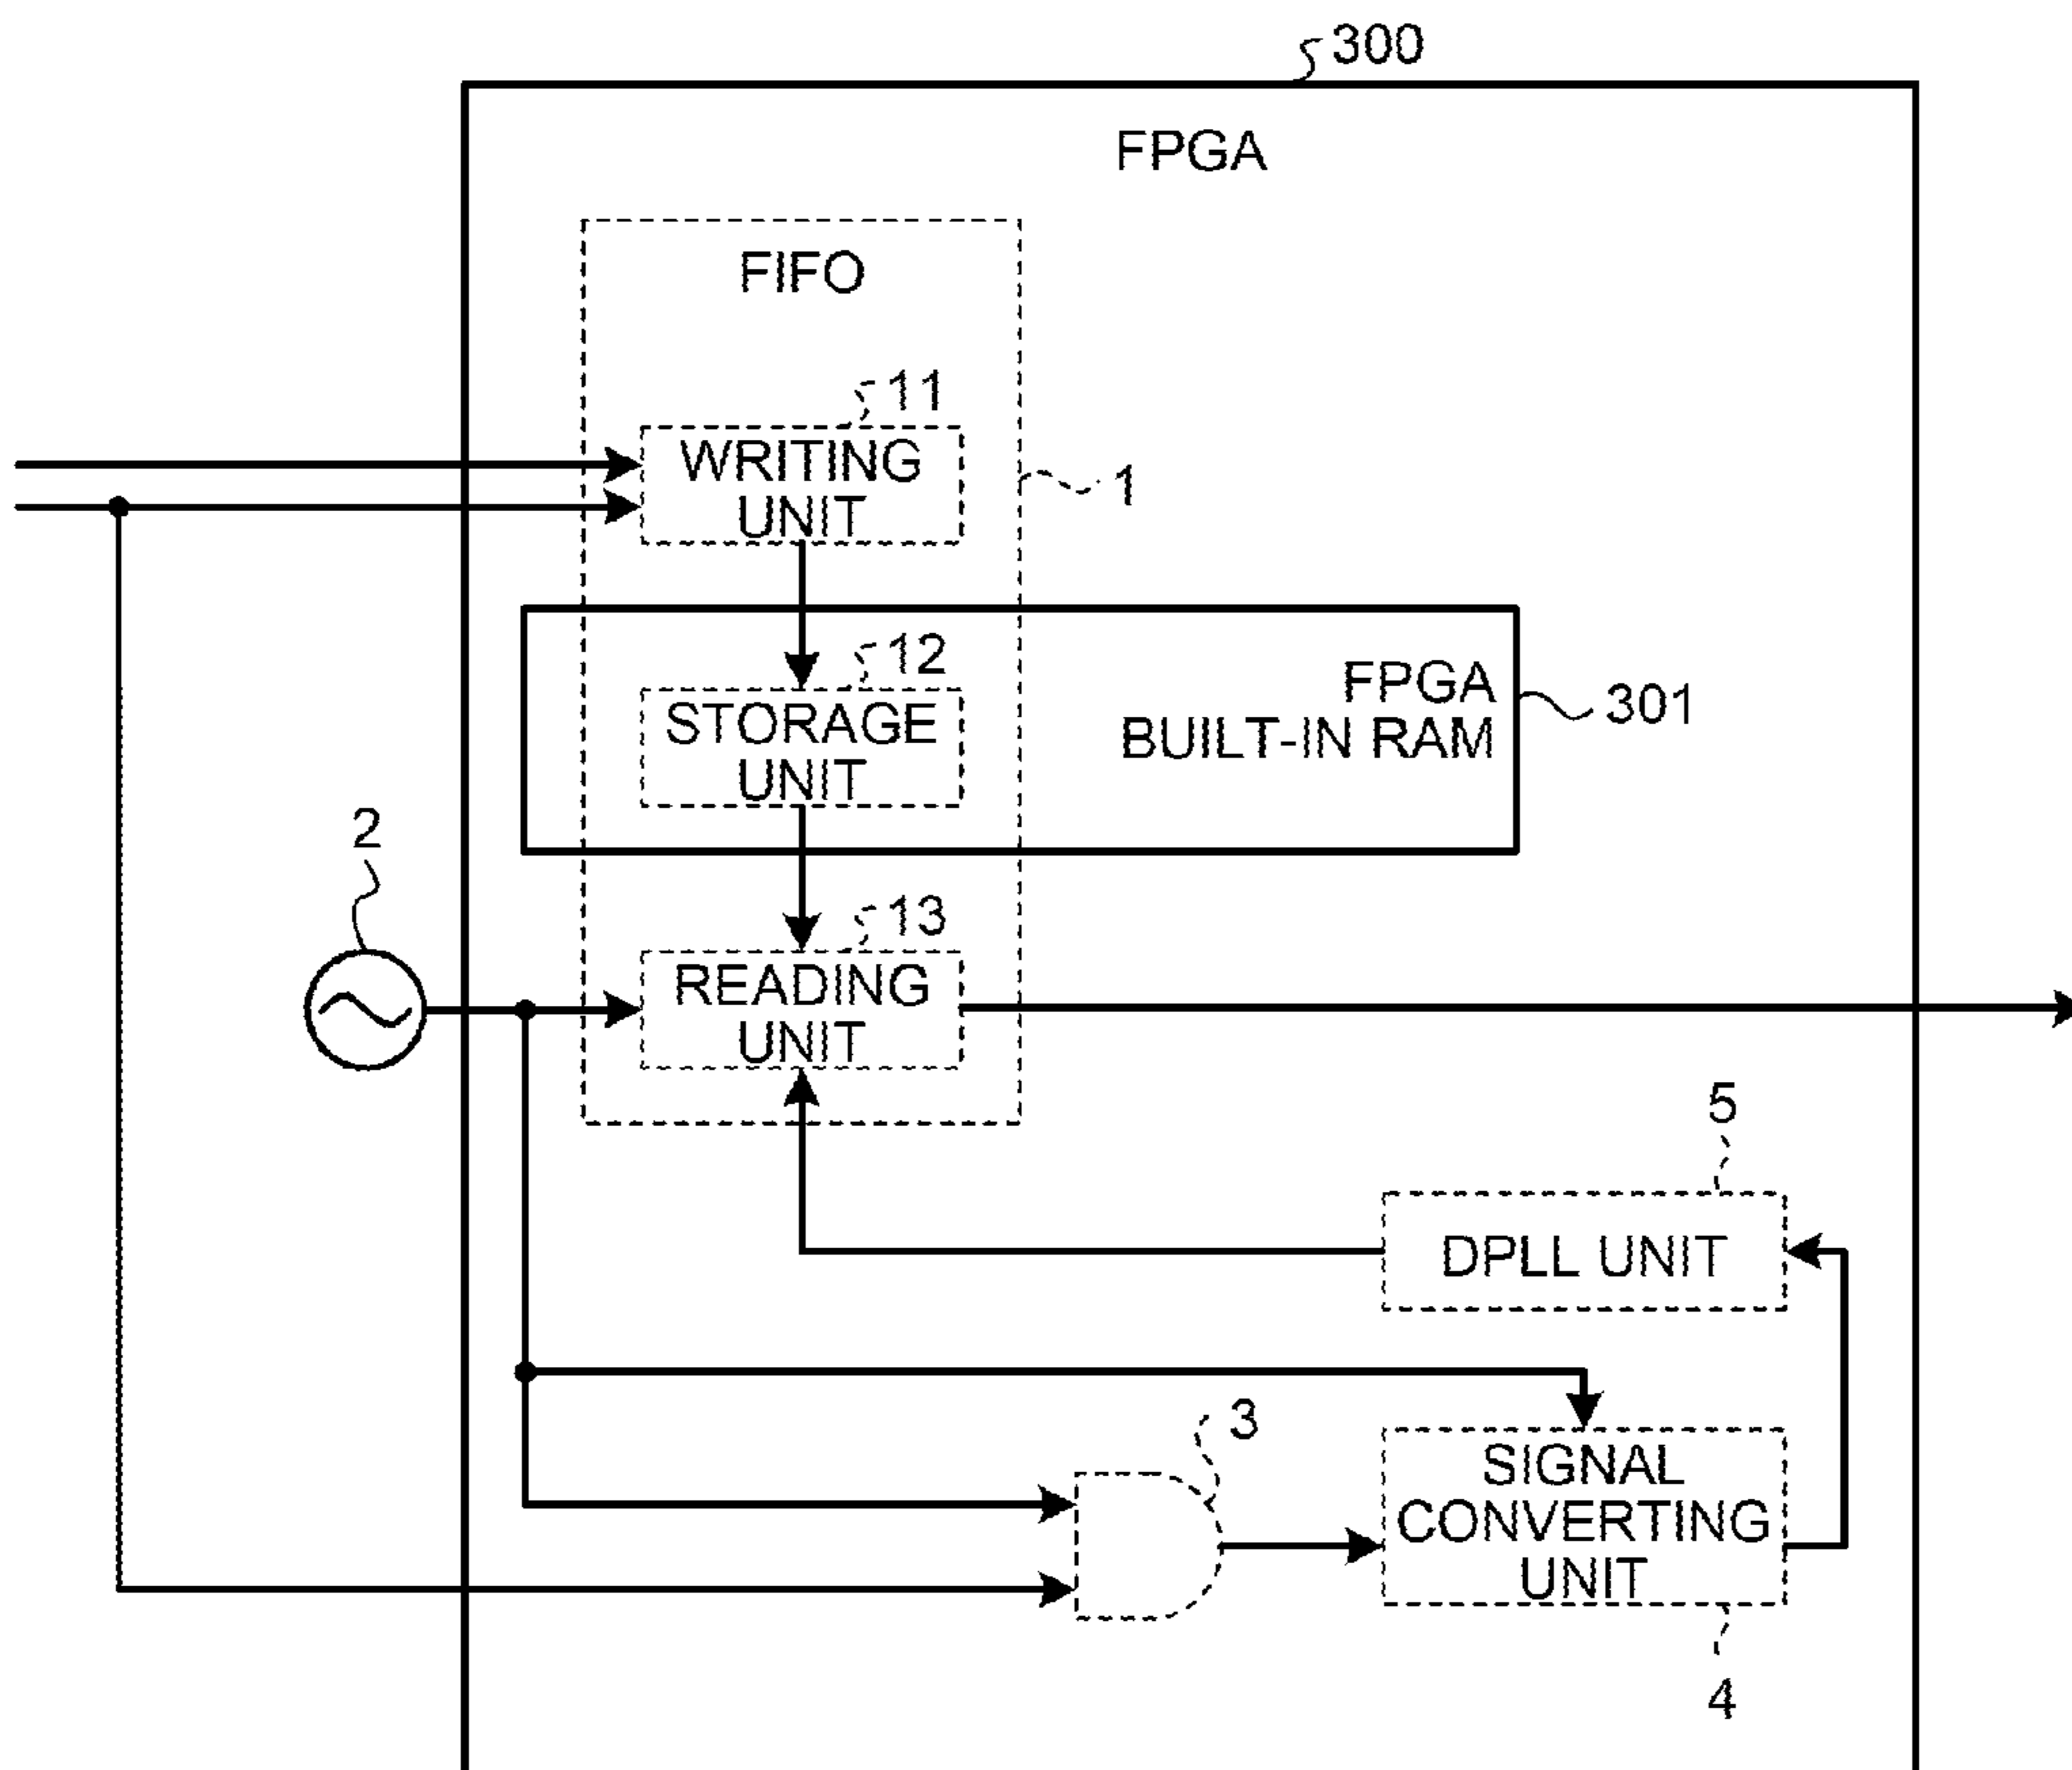 300
FPGA
FIFO
11
WRITING
UNIT
1
12
STORAGE
UNIT
FPGA
BUILT-IN RAM
301
2
13
READING
UNIT
5
DPLL UNIT
3
SIGNAL
CONVERTING
UNIT
4